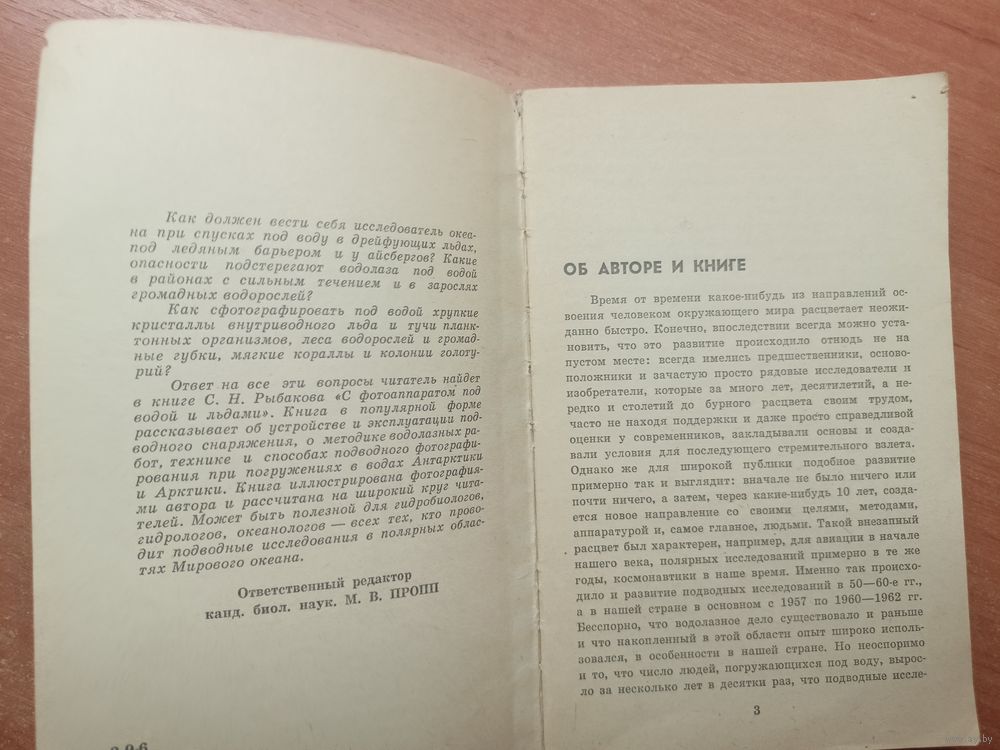 Как должен вести себя исследователь океа-
на при спусках под воду в дрейфующих льдах,
под ледяным барьером и у айсбергов? Какие
опасности подстерегают водолаза под водой
в районах с сильным течением и в зарослях
громадных водорослей?
Как сфотографировать под водой хрупкие
кристаллы внутриводного льда и тучи планк-
тонных организмов, леса водорослей и громад-
ные губки, мягкие кораллы и колонии голоту-
рий?
Ответ на все эти вопросы читатель найдет
в книге С. Н. Рыбакова «С фотоаппаратом под
водой и льдами». Книга в популярной форме
рассказывает об устройстве и эксплуатации под-
водного снаряжения, о методике водолазных ра-
бот, технике и способах подводного фотографи-
рования при погружениях в водах Антарктики
и Арктики. Книга иллюстрирована фотография-
ми автора и рассчитана на широкий круг чита-
телей. Может быть полезной для гидробиологов,
гидрологов, океанологов — всех тех, кто прово-
дит подводные исследования в полярных облас-
тях Мирового океана.
Ответственный редактор
канд. биол. наук. М. В. ПРОПП
ОБ АВТОРЕ И КНИГЕ
Время от времени какое-нибудь из направлений ос-
воения человеком окружающего мира расцветает неожи-
данно быстро. Конечно, впоследствии всегда можно уста-
новить, что это развитие происходило отнюдь не на
пустом месте: всегда имелись предшественники, осново-
положники и зачастую просто рядовые исследователи и
изобретатели, которые за много лет, десятилетий, а не-
редко и столетий до бурного расцвета своим трудом,
часто не находя поддержки и даже просто справедливой
оценки у современников, закладывали основы и созда-
вали условия для последующего стремительного взлета.
Однако же для широкой публики подобное развитие
примерно так и выглядит: вначале не было ничего или
почти ничего, а затем, через какие-нибудь 10 лет, созда-
ется новое направление со своими целями, методами,
аппаратурой и, самое главное, людьми. Такой внезапный
расцвет был характерен, например, для авиации в начале
нашего века, полярных исследований примерно в те же
годы, космонавтики в наше время. Именно так происхо-
дило и развитие подводных исследований в 50—60-е гг.,
а в нашей стране в основном с 1957 по 1960—1962 гг.
Бесспорно, что водолазное дело существовало и раньше
и что накопленный в этой области опыт широко исполь-
зовался, в особенности в нашей стране. Но неоспоримо
и то, что число людей, погружающихся под воду, вырос-
ло за несколько лет в десятки раз, что подводные иссле-
3
www.ay.by